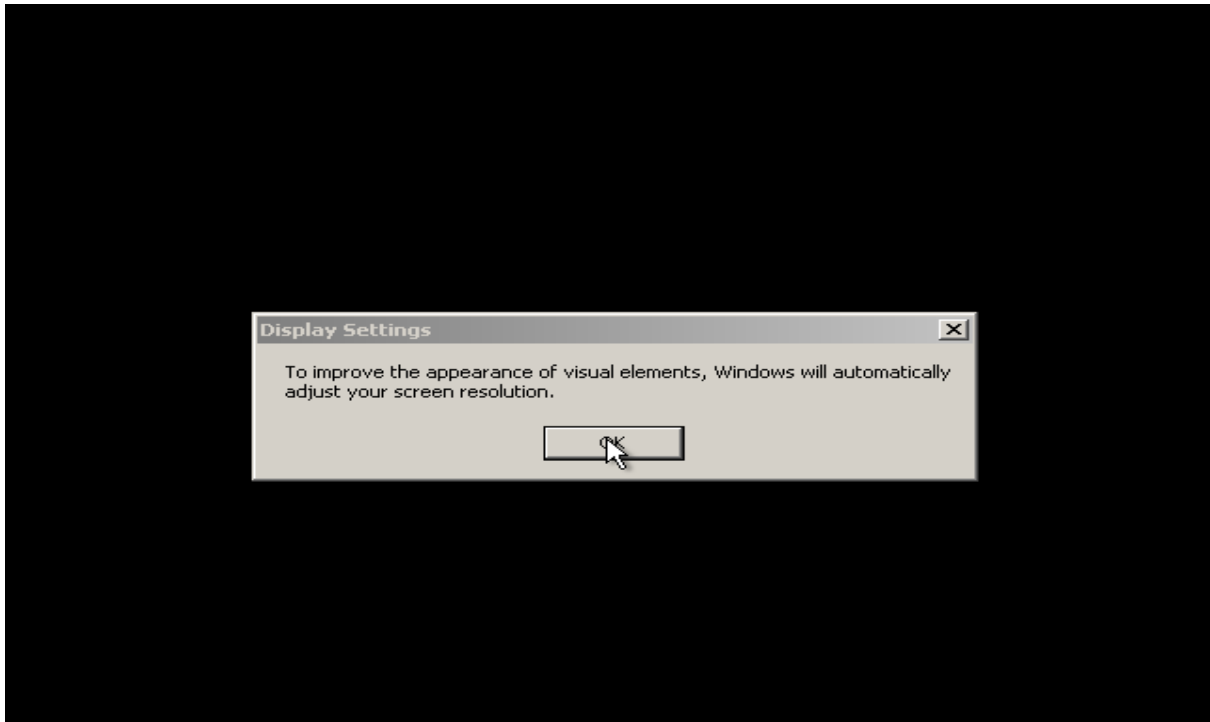 Display Settings
To improve the appearance of visual elements, Windows will automatically
adjust your screen resolution.
OK